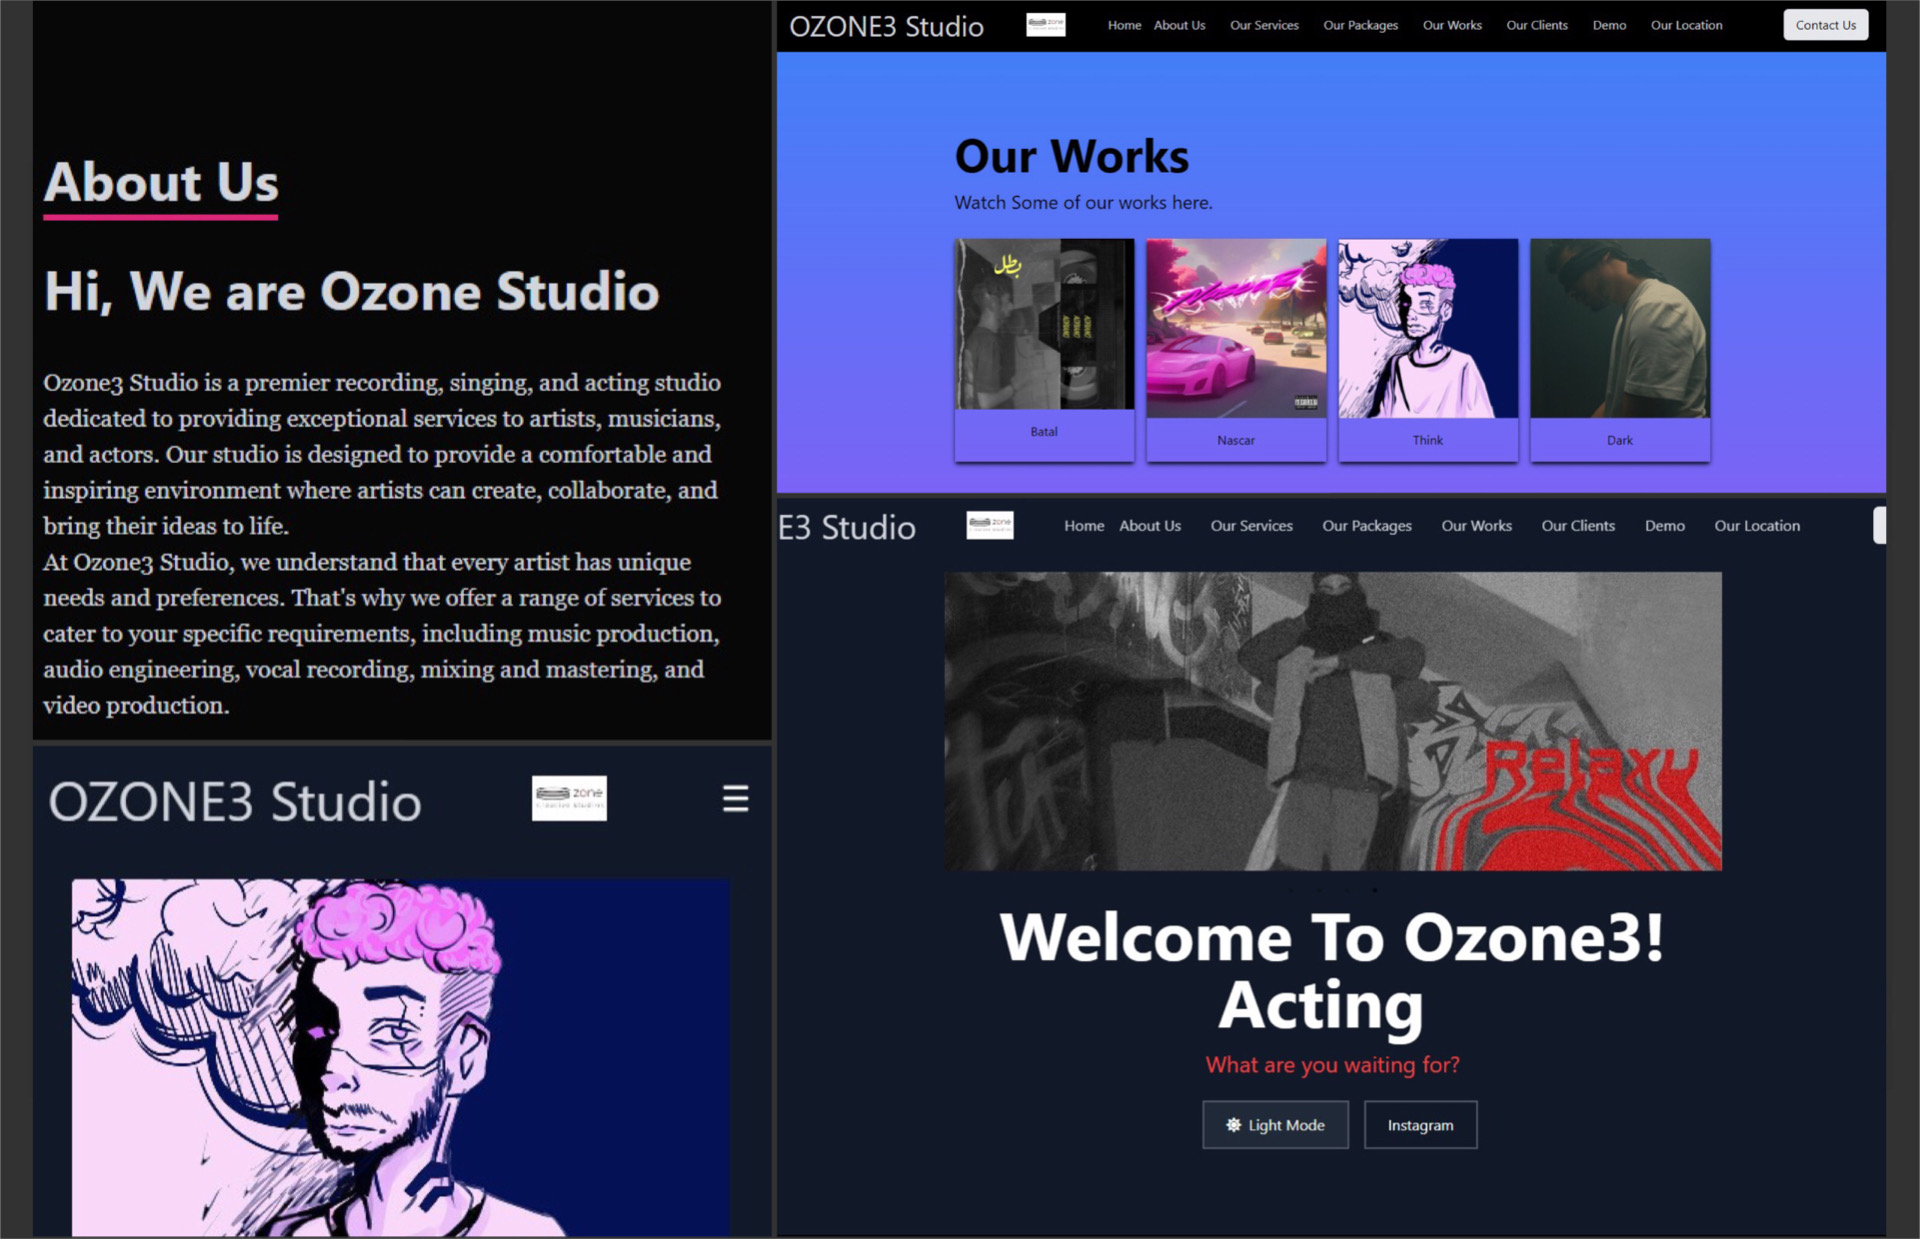 About Us
Hi, We are Ozone Studio
Ozone3 Studio is a premier recording, singing, and acting studio
dedicated to providing exceptional services to artists, musicians,
and actors. Our studio is designed to provide a comfortable and
inspiring environment where artists can create, collaborate, and
bring their ideas to life.
At Ozone3 Studio, we understand that every artist has unique
needs and preferences. That's why we offer a range of services to
cater to your specific requirements, including music production,
audio engineering, vocal recording, mixing and mastering, and
video production.
OZONE3 Studio
zone
OZONE3 Studio zone Home About Us Our Services Our Packages Our Works Our Clients Demo Our Location Contact Us
Our Works
Watch Some of our works here.
بطل
Batal
Nascar
Think
Dark
E3 Studio zone Home About Us Our Services Our Packages Our Works Our Clients Demo Our Location
Relaxy
Welcome To Ozone3!
Acting
What are you waiting for?
Light Mode Instagram